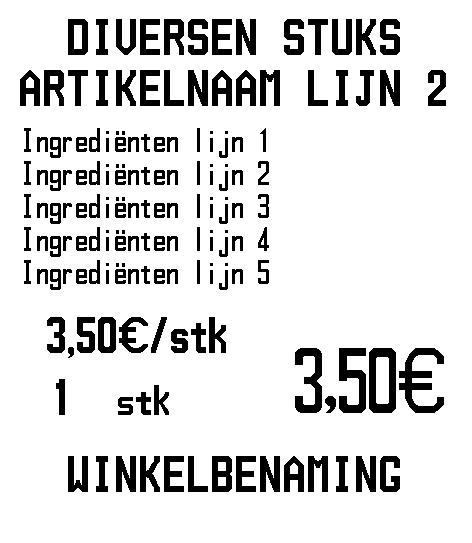 DIVERSEN STUKS
ARTIKELNAAM LIJN 2
Ingrediënten lijn 1
Ingrediënten lijn 2
Ingrediënten lijn 3
Ingrediënten lijn 4
Ingrediënten lijn 5
3,50€/stk
1 stk 3,50€
WINKELBENAMING